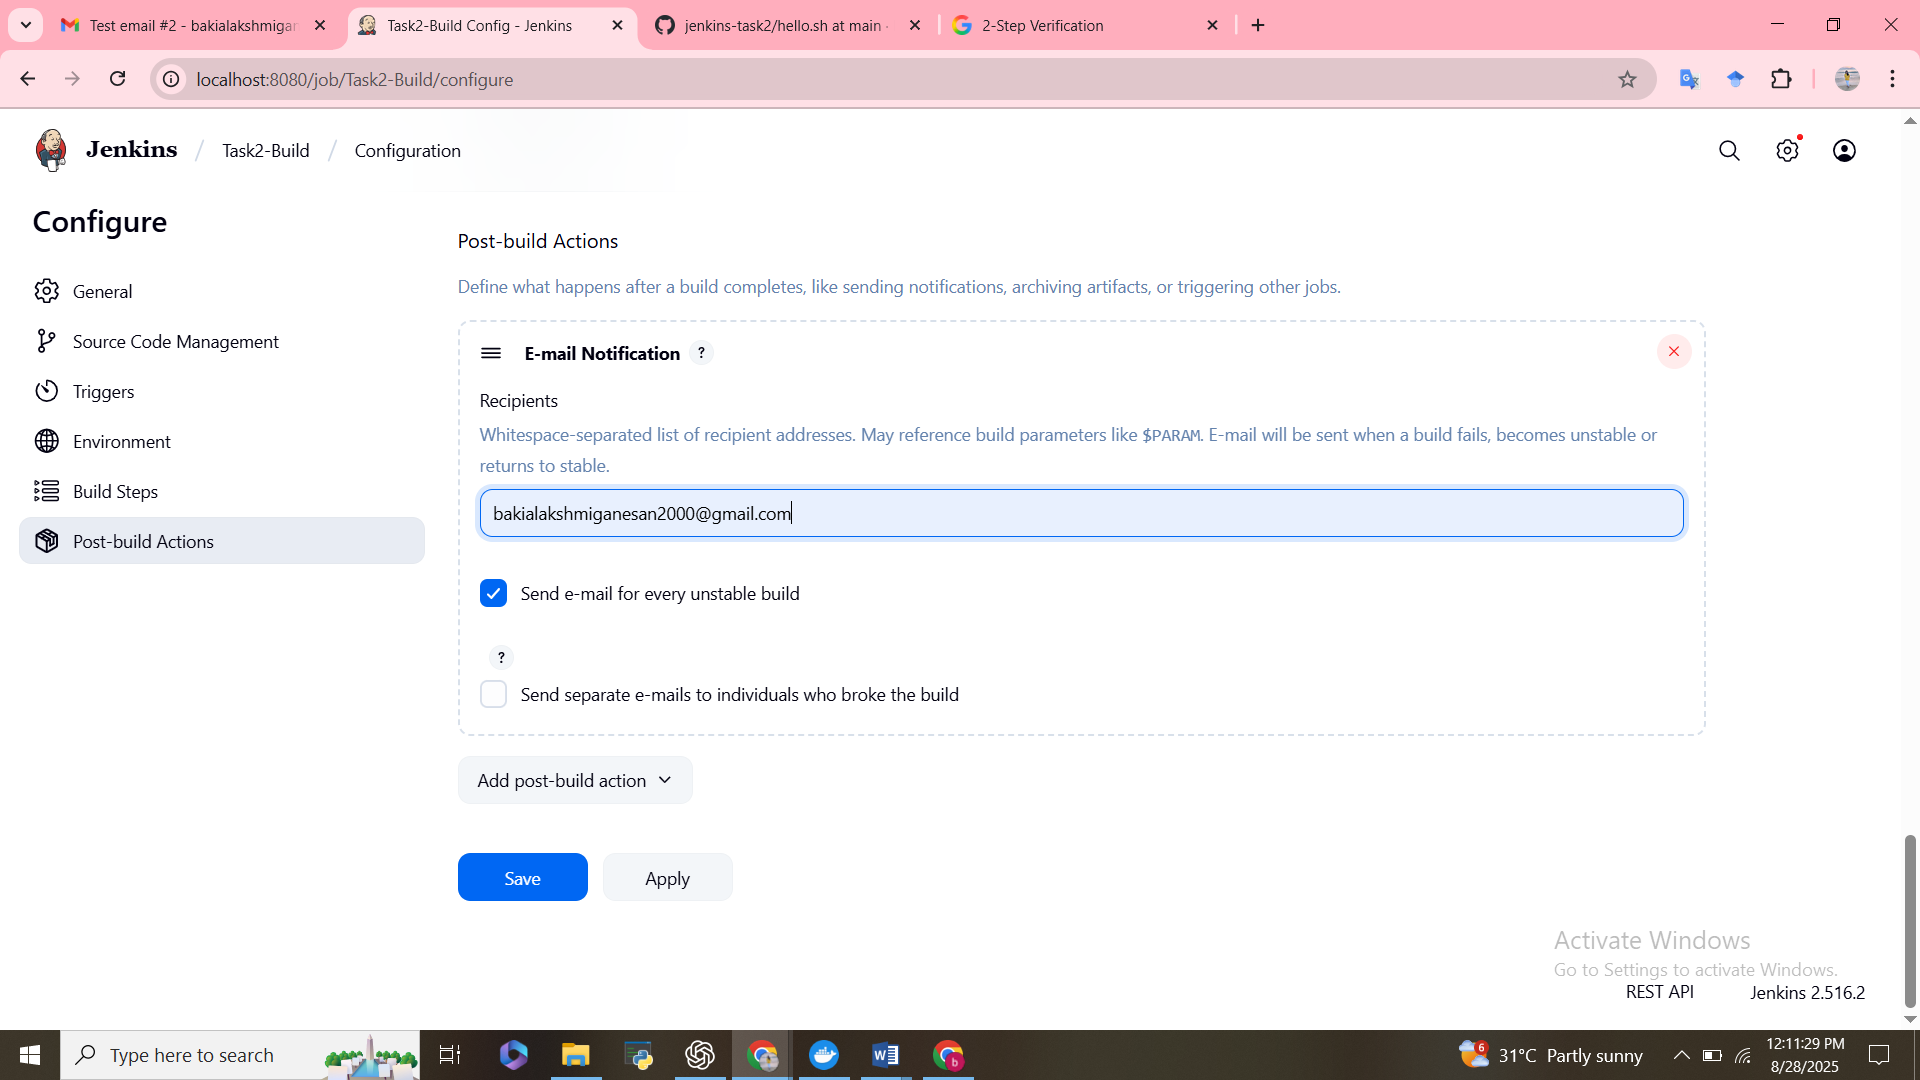 Test email #2 - bakialakshmigan
Task2-Build Config - Jenkins
jenkins-task2/hello.sh at main ·
2-Step Verification
localhost:8080/job/Task2-Build/configure
Jenkins / Task2-Build / Configuration
Configure
General
Source Code Management
Triggers
Environment
Build Steps
Post-build Actions
Post-build Actions
Define what happens after a build completes, like sending notifications, archiving artifacts, or triggering other jobs.
E-mail Notification ?
Recipients
Whitespace-separated list of recipient addresses. May reference build parameters like $PARAM. E-mail will be sent when a build fails, becomes unstable or
returns to stable.
bakialakshmiganesan2000@gmail.com
Send e-mail for every unstable build
?
Send separate e-mails to individuals who broke the build
Add post-build action
Save
Apply
Activate Windows
Go to Settings to activate Windows.
REST API
Jenkins 2.516.2
Type here to search
6
31°C Partly sunny
12:11:29 PM
8/28/2025